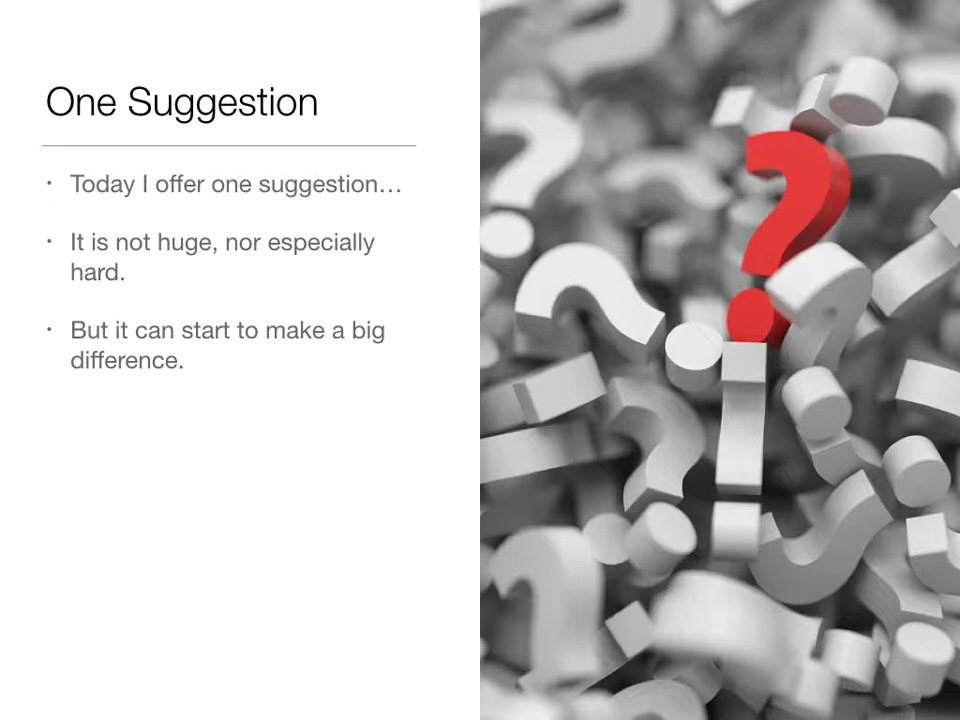 One Suggestion
· Today I offer one suggestion…
· It is not huge, nor especially
hard.
· But it can start to make a big
difference.